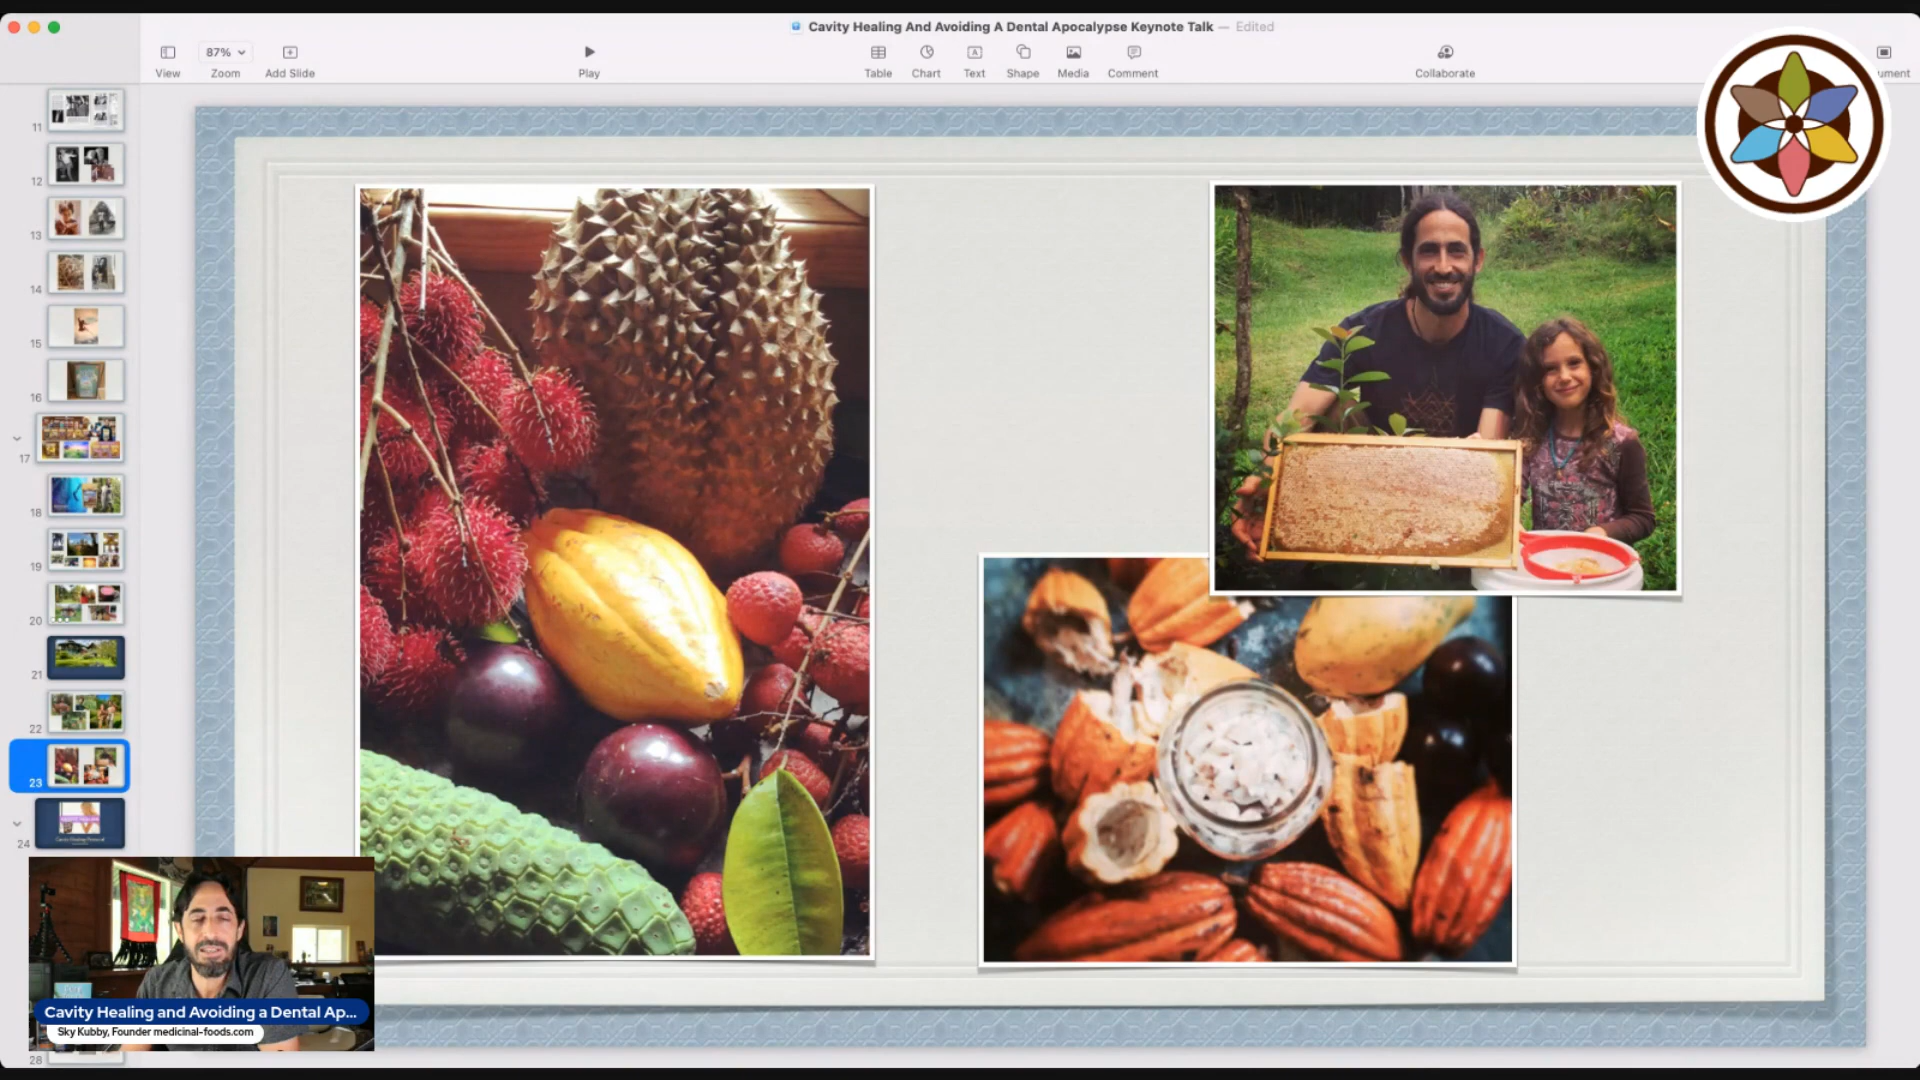 Cavity Healing And Avoiding A Dental Apocalypse Keynote Talk — Edited
87%
View
Zoom
Add Slide
Play
Table
Chart
Text
Shape
Media
Comment
Collaborate
ument
11
12
13
14
15
16
17
18
19
20
21
22
23
24
28
Cavity Healing and Avoiding a Dental Ap...
Sky Kubby, Founder medicinal-foods.com